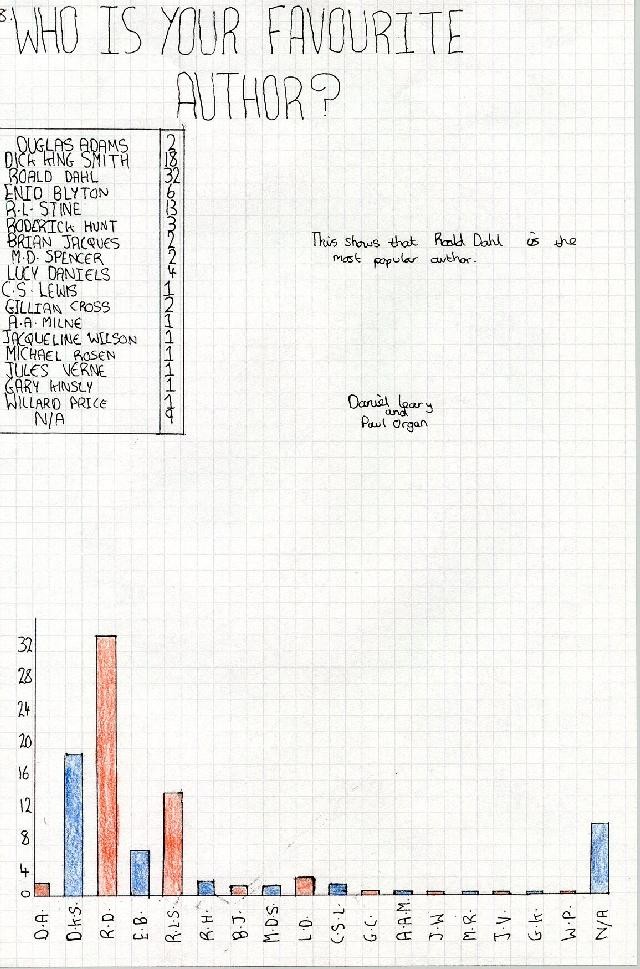 8.
WHO IS YOUR FAVOURITE
AUTHOR?
DUGLAS ADAMS 2
DICK KING SMITH 18
ROALD DAHL 32
ENID BLYTON 6
R.L. STINE 13
RODERICK HUNT 3
BRIAN JACQUES 2
M.D. SPENCER 2
LUCY DANIELS 4
C.S. LEWIS 1
GILLIAN CROSS 2
A.A. MILNE 1
JACQUELINE WILSON 1
MICHAEL ROSEN 1
JULES VERNE 1
GARY KINSLY 1
WILLARD PRICE 1
N/A 9
This shows that Roald Dahl is the
most popular author.
Daniel Leary
and
Paul Organ
32
28
24
20
16
12
8
4
0
D.A. D.K.S. R.D. E.B. R.L.S. R.H. B.J. M.D.S. L.D. C.S.L. G.C. A.A.M. J.W. M.R. J.V. G.K. W.P. N/A